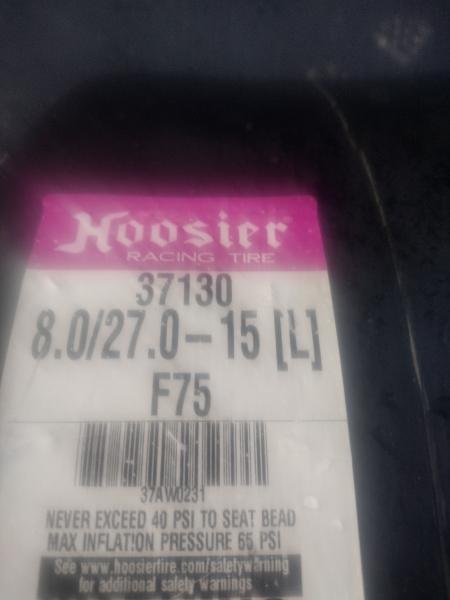 Hoosier
RACING TIRE
37130
8.0/27.0-15 [L]
F75
37AW0231
NEVER EXCEED 40 PSI TO SEAT BEAD
MAX INFLATION PRESSURE 65 PSI
See www.hoosiertire.com/safetywarning
for additional safety warnings